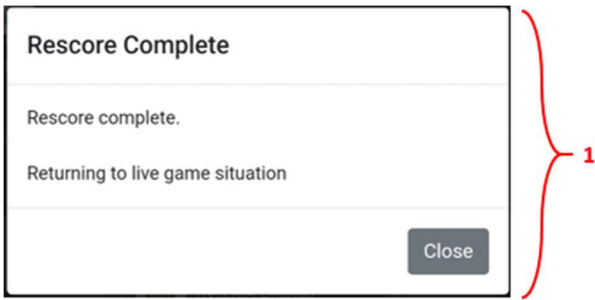 Rescore Complete
Rescore complete.
Returning to live game situation
Close
1